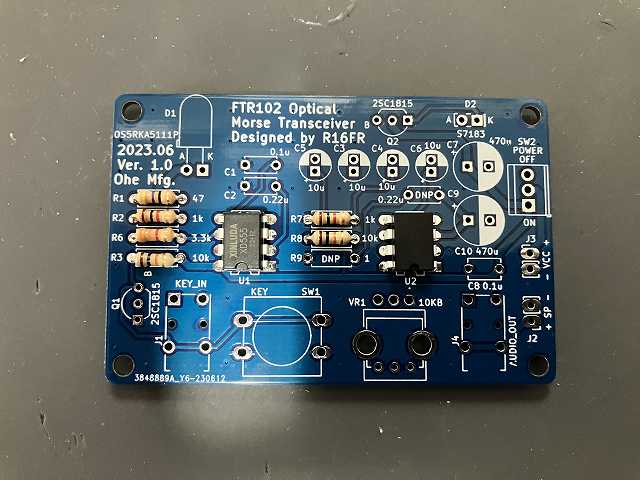 FTR102 Optical
Morse Transceiver
Designed by R16FR
D1
OS5RKA5111P
A K
2023.06
Ver. 1.0
Ohe Mfg.
2SC1815
B
Q2
D2
A K
S7183
C5 10u
C3 10u
C4 10u
C6 10u
C7 470u
SW2
POWER
OFF
ON
C1 0.1u
C2 0.22u
0.22u DNP C9
C10 470u
R1 47
R2 1k
R6 3.3k
R3 10k
XINLUDA
XD555
U1
R7 1k
R8 10k
R9 DNP 1
U2
J3
- VCC +
C8 0.1u
B
Q1
2SC1815
KEY_IN
J1
KEY SW1
VR1 10KB
J4
AUDIO_OUT
+ SP -
J2
3848889A_Y6-230612